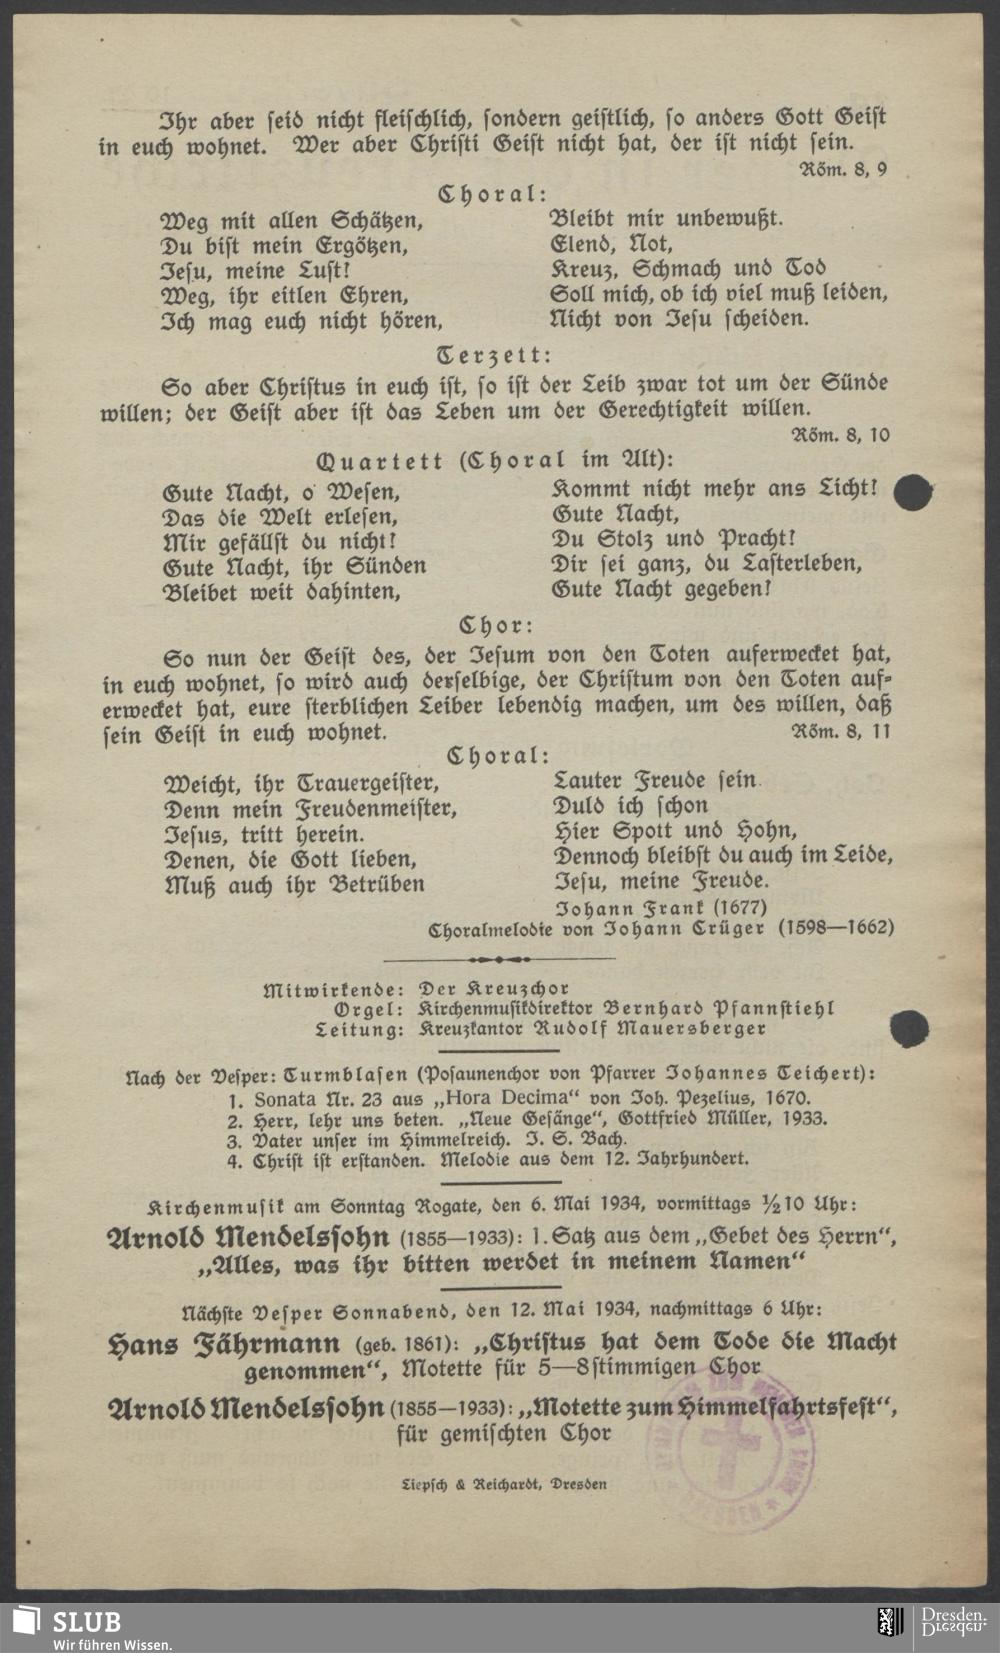 Ihr aber seid nicht fleischlich, sondern geistlich, so anders Gott Geist
in euch wohnet. Wer aber Christi Geist nicht hat, der ist nicht sein.
Röm. 8, 9
Choral:
Weg mit allen Schätzen,
Du bist mein Ergötzen,
Jesu, meine Lust!
Weg, ihr eitlen Ehren,
Ich mag euch nicht hören,
Bleibt mir unbewußt.
Elend, Not,
Kreuz, Schmach und Tod
Soll mich, ob ich viel muß leiden,
Nicht von Jesu scheiden.
Terzett:
So aber Christus in euch ist, so ist der Leib zwar tot um der Sünde
willen; der Geist aber ist das Leben um der Gerechtigkeit willen.
Röm. 8, 10
Quartett (Choral im Alt):
Gute Nacht, o Wesen,
Das die Welt erlesen,
Mir gefällst du nicht!
Gute Nacht, ihr Sünden
Bleibet weit dahinten,
Kommt nicht mehr ans Licht!
Gute Nacht,
Du Stolz und Pracht!
Dir sei ganz, du Lasterleben,
Gute Nacht gegeben!
Chor:
So nun der Geist des, der Jesum von den Toten auferwecket hat,
in euch wohnet, so wird auch derselbige, der Christum von den Toten auf-
erwecket hat, eure sterblichen Leiber lebendig machen, um des willen, daß
sein Geist in euch wohnet. Röm. 8, 11
Choral:
Weicht, ihr Trauergeister,
Denn mein Freudenmeister,
Jesus, tritt herein.
Denen, die Gott lieben,
Muß auch ihr Betrüben
Lauter Freude sein.
Duld ich schon
Hier Spott und Hohn,
Dennoch bleibst du auch im Leide,
Jesu, meine Freude.
Johann Frank (1677)
Choralmelodie von Johann Crüger (1598—1662)
Mitwirkende: Der Kreuzchor
Orgel: Kirchenmusikdirektor Bernhard Pfannstiehl
Leitung: Kreuzkantor Rudolf Mauersberger
Nach der Vesper: Turmblasen (Posaunenchor von Pfarrer Johannes Teichert):
1. Sonata Nr. 23 aus „Hora Decima“ von Joh. Pezelius, 1670.
2. Herr, lehr uns beten. „Neue Gesänge“, Gottfried Müller, 1933.
3. Vater unser im Himmelreich. J. S. Bach.
4. Christ ist erstanden. Melodie aus dem 12. Jahrhundert.
Kirchenmusik am Sonntag Rogate, den 6. Mai 1934, vormittags ½10 Uhr:
Arnold Mendelssohn (1855—1933): 1. Satz aus dem „Gebet des Herrn“,
„Alles, was ihr bitten werdet in meinem Namen“
Nächste Vesper Sonnabend, den 12. Mai 1934, nachmittags 6 Uhr:
Hans Fährmann (geb. 1861): „Christus hat dem Tode die Macht
genommen“, Motette für 5—8stimmigen Chor
Arnold Mendelssohn (1855—1933): „Motette zum Himmelfahrtsfest“,
für gemischten Chor
Liepsch & Reichardt, Dresden
SLUB
Wir führen Wissen.
Dresden.
Dresden.